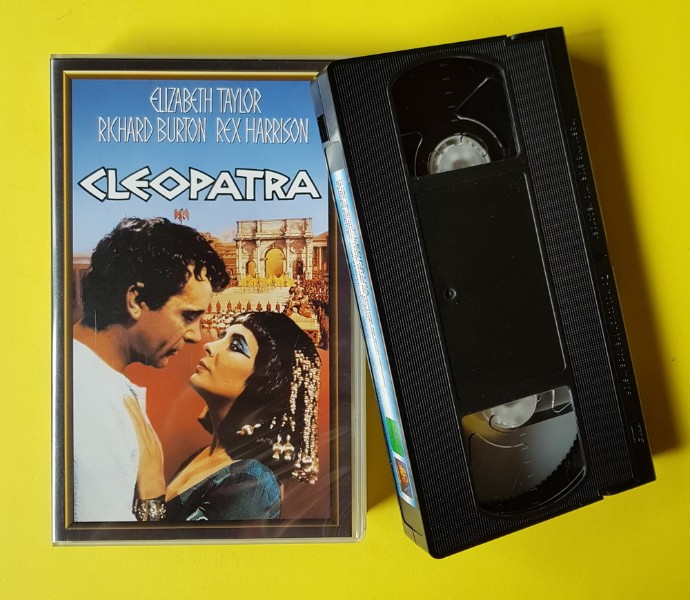 ELIZABETH TAYLOR
RICHARD BURTON REX HARRISON
CLEOPATRA